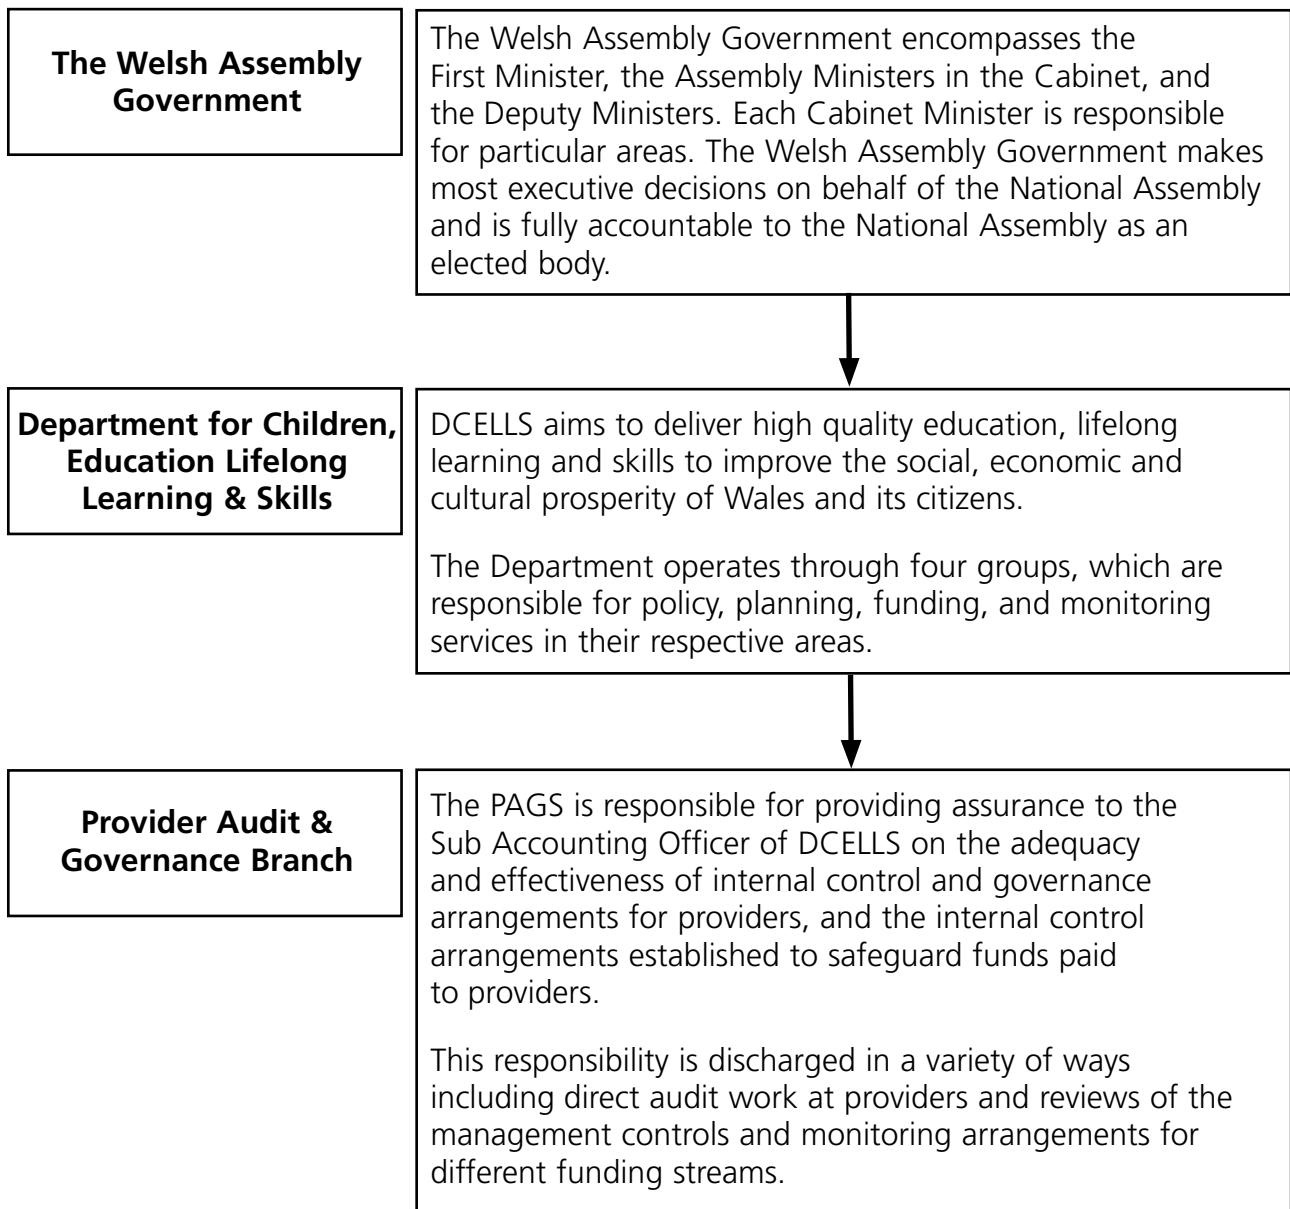 The Welsh Assembly
Government
The Welsh Assembly Government encompasses the
First Minister, the Assembly Ministers in the Cabinet, and
the Deputy Ministers. Each Cabinet Minister is responsible
for particular areas. The Welsh Assembly Government makes
most executive decisions on behalf of the National Assembly
and is fully accountable to the National Assembly as an
elected body.
Department for Children,
Education Lifelong
Learning & Skills
DCELLS aims to deliver high quality education, lifelong
learning and skills to improve the social, economic and
cultural prosperity of Wales and its citizens.
The Department operates through four groups, which are
responsible for policy, planning, funding, and monitoring
services in their respective areas.
Provider Audit &
Governance Branch
The PAGS is responsible for providing assurance to the
Sub Accounting Officer of DCELLS on the adequacy
and effectiveness of internal control and governance
arrangements for providers, and the internal control
arrangements established to safeguard funds paid
to providers.
This responsibility is discharged in a variety of ways
including direct audit work at providers and reviews of the
management controls and monitoring arrangements for
different funding streams.